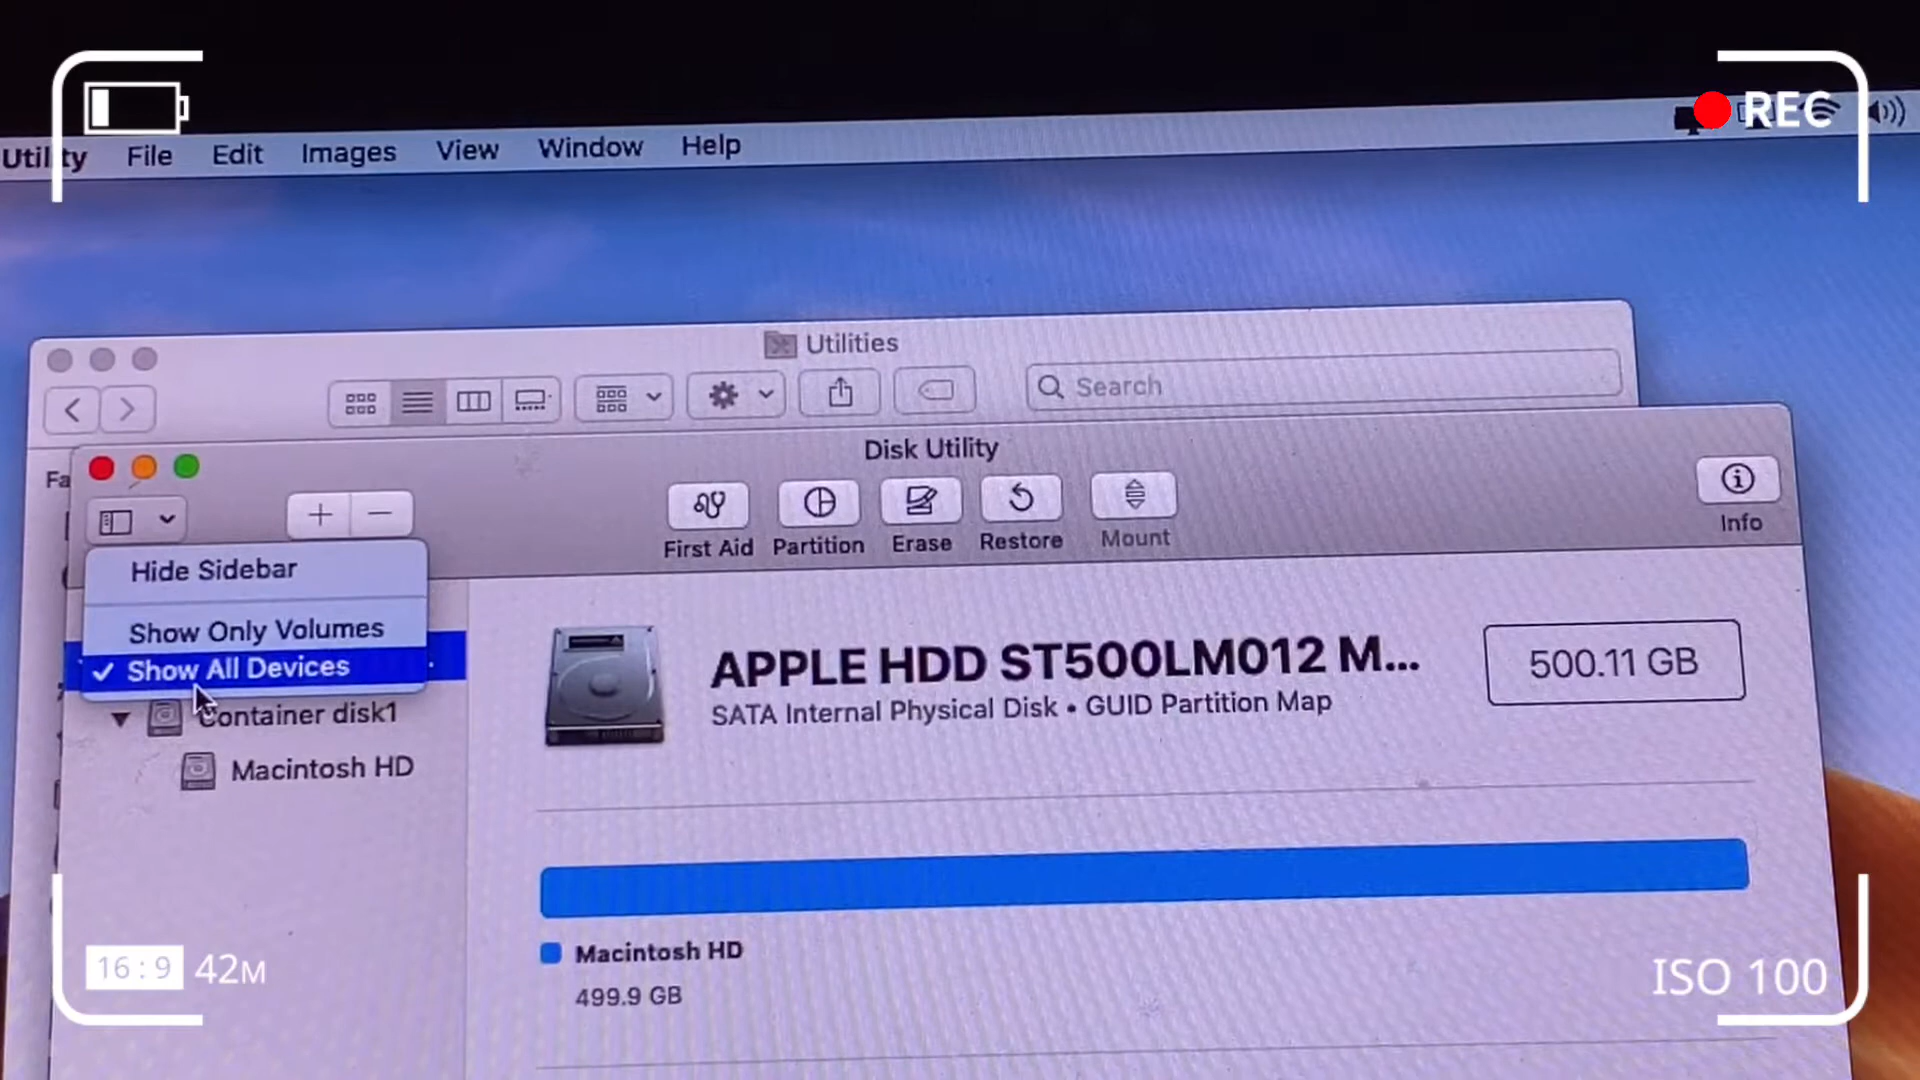 REC
Utility File Edit Images View Window Help
Utilities
Search
Disk Utility
Fa
First Aid
Partition
Erase
Restore
Mount
Info
Hide Sidebar
Show Only Volumes
Show All Devices
Container disk1
Macintosh HD
APPLE HDD ST500LM012 M...
SATA Internal Physical Disk • GUID Partition Map
500.11 GB
Macintosh HD
499.9 GB
16:9 42M
ISO 100